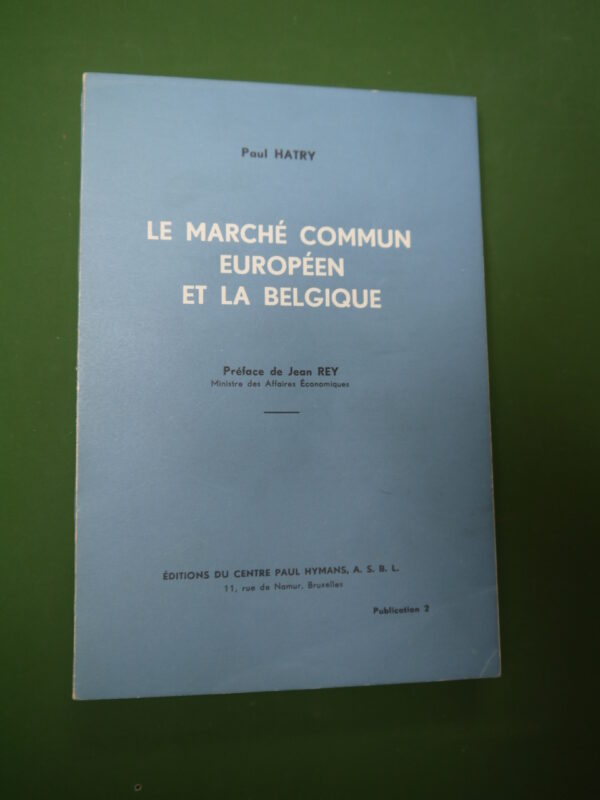 Paul HATRY
LE MARCHÉ COMMUN
EUROPÉEN
ET LA BELGIQUE
Préface de Jean REY
Ministre des Affaires Économiques
ÉDITIONS DU CENTRE PAUL HYMANS, A. S. B. L.
11, rue de Namur, Bruxelles
Publication 2